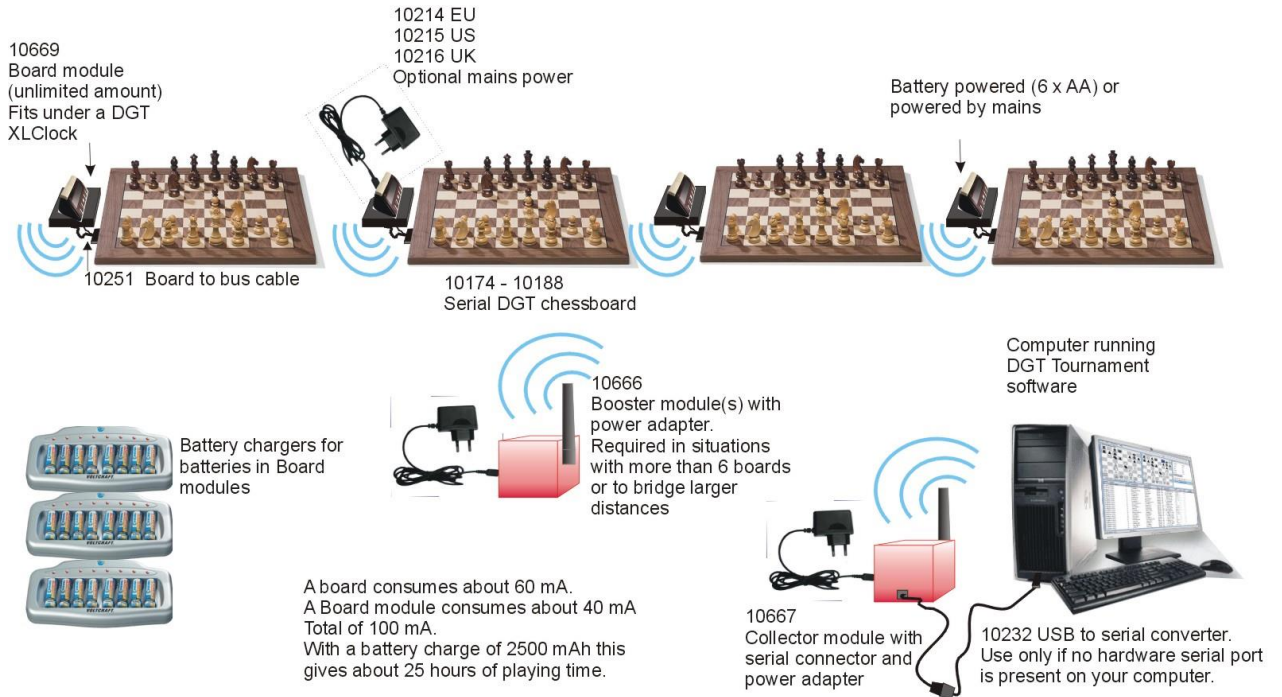 10669
Board module
(unlimited amount)
Fits under a DGT
XLClock
10214 EU
10215 US
10216 UK
Optional mains power
Battery powered (6 x AA) or
powered by mains
10251 Board to bus cable
10174 - 10188
Serial DGT chessboard
Battery chargers for
batteries in Board
modules
VOLTCRAFT
VOLTCRAFT
VOLTCRAFT
10666
Booster module(s) with
power adapter.
Required in situations
with more than 6 boards
or to bridge larger
distances
Computer running
DGT Tournament
software
A board consumes about 60 mA.
A Board module consumes about 40 mA
Total of 100 mA.
With a battery charge of 2500 mAh this
gives about 25 hours of playing time.
10667
Collector module with
serial connector and
power adapter
10232 USB to serial converter.
Use only if no hardware serial port
is present on your computer.